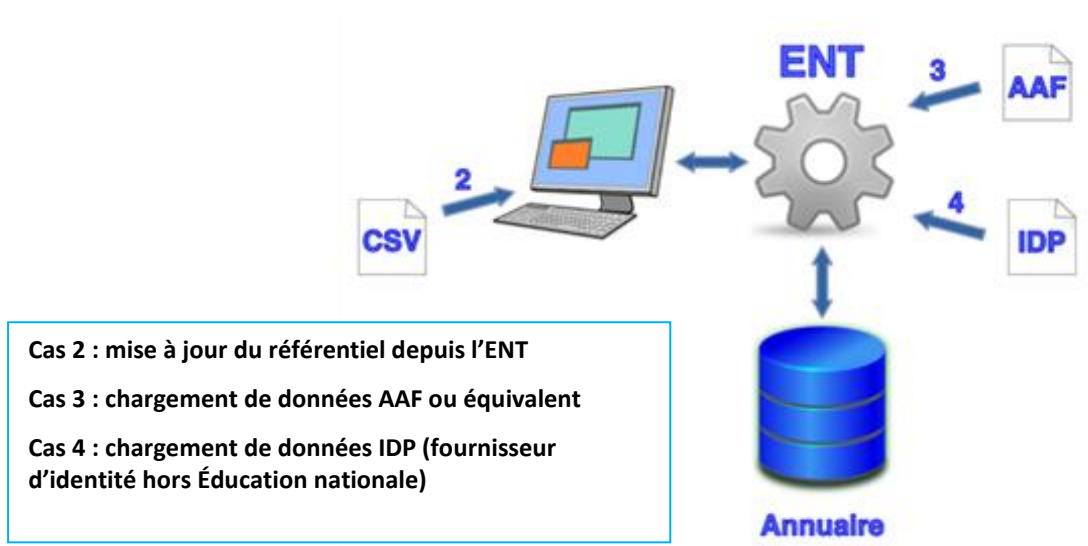 ENT
3
AAF
2
4
CSV
IDP
Cas 2 : mise à jour du référentiel depuis l’ENT
Cas 3 : chargement de données AAF ou équivalent
Cas 4 : chargement de données IDP (fournisseur
d’identité hors Éducation nationale)
Annuaire